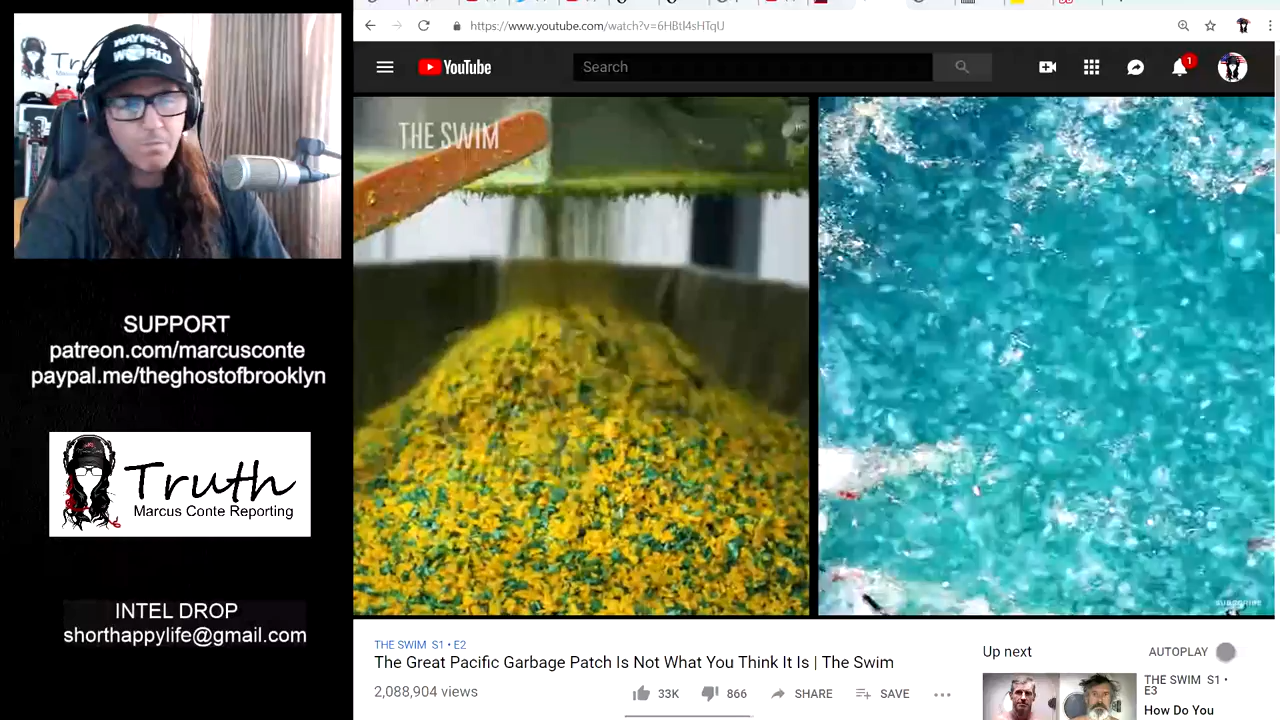 WAYNE'S
WORLD
SUPPORT
patreon.com/marcusconte
paypal.me/theghostofbrooklyn
Truth
Marcus Conte Reporting
INTEL DROP
shorthappylife@gmail.com
https://www.youtube.com/watch?v=6HBtI4sHTqU
YouTube
Search
1
THE SWIM
SUBSCRIBE
THE SWIM S1 • E2
The Great Pacific Garbage Patch Is Not What You Think It Is | The Swim
2,088,904 views
33K
866
SHARE
SAVE
Up next
AUTOPLAY
THE SWIM S1 •
E3
How Do You